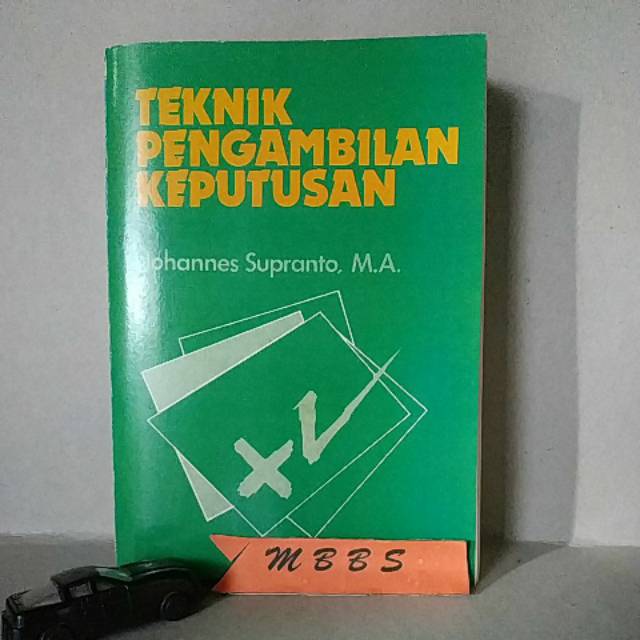 TEKNIK
PENGAMBILAN
KEPUTUSAN
Johannes Supranto, M.A.
MBBS